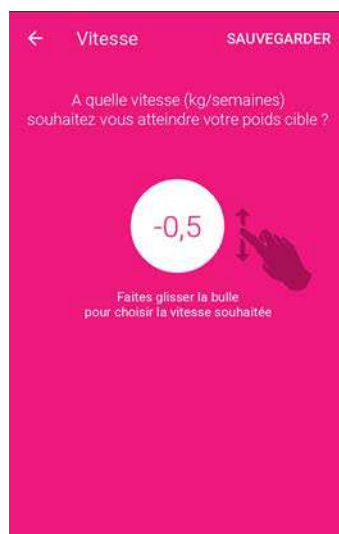 Vitesse SAUVEGARDER
A quelle vitesse (kg/semaines)
souhaitez vous atteindre votre poids cible ?
-0,5
Faites glisser la bulle
pour choisir la vitesse souhaitée